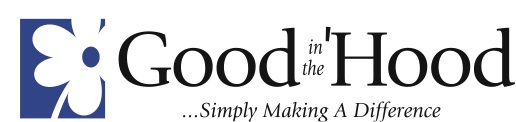 Good in the 'Hood
...Simply Making A Difference